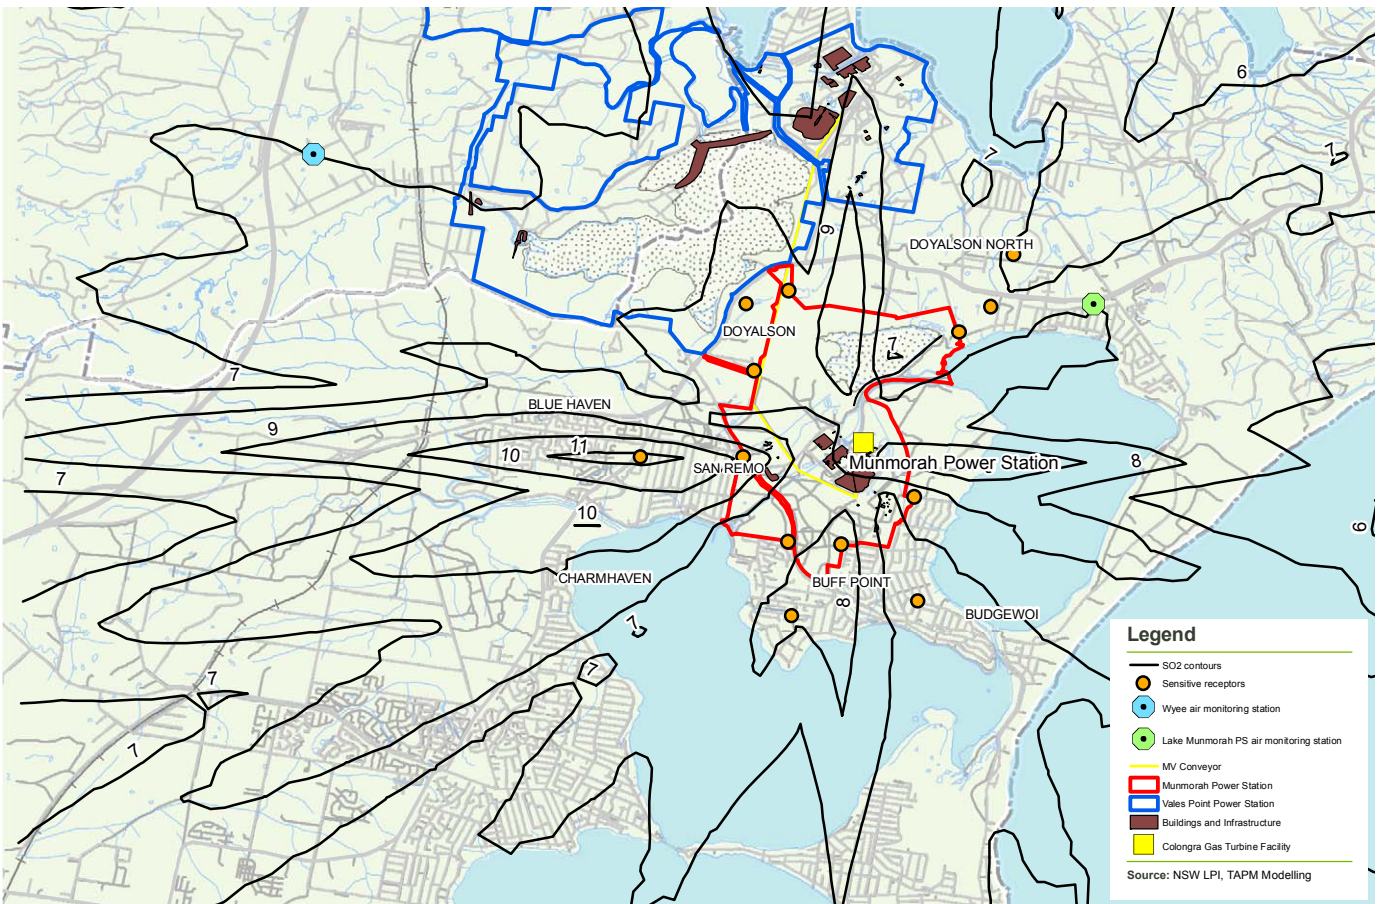 6
7
7
9
DOYALSON NORTH
DOYALSON
7
7
BLUE HAVEN
9
11
10
SAN REMO
Munmorah Power Station
8
7
10
6
CHARMHAVEN
BUFF POINT
8
BUDGEWOI
7
7
7
7
Legend
SO2 contours
Sensitive receptors
Wyee air monitoring station
Lake Munmorah PS air monitoring station
MV Conveyor
Munmorah Power Station
Vales Point Power Station
Buildings and Infrastructure
Colongra Gas Turbine Facility
Source: NSW LPI, TAPM Modelling